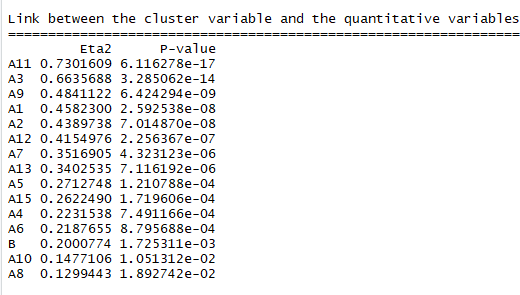 Link between the cluster variable and the quantitative variables
================================================================
Eta2 P-value
A11 0.7301609 6.116278e-17
A3 0.6635688 3.285062e-14
A9 0.4841122 6.424294e-09
A1 0.4582300 2.592538e-08
A2 0.4389738 7.014870e-08
A12 0.4154976 2.256367e-07
A7 0.3516905 4.323123e-06
A13 0.3402535 7.116192e-06
A5 0.2712748 1.210788e-04
A15 0.2622490 1.719606e-04
A4 0.2231538 7.491166e-04
A6 0.2187655 8.795688e-04
B 0.2000774 1.725311e-03
A10 0.1477106 1.051312e-02
A8 0.1299443 1.892742e-02